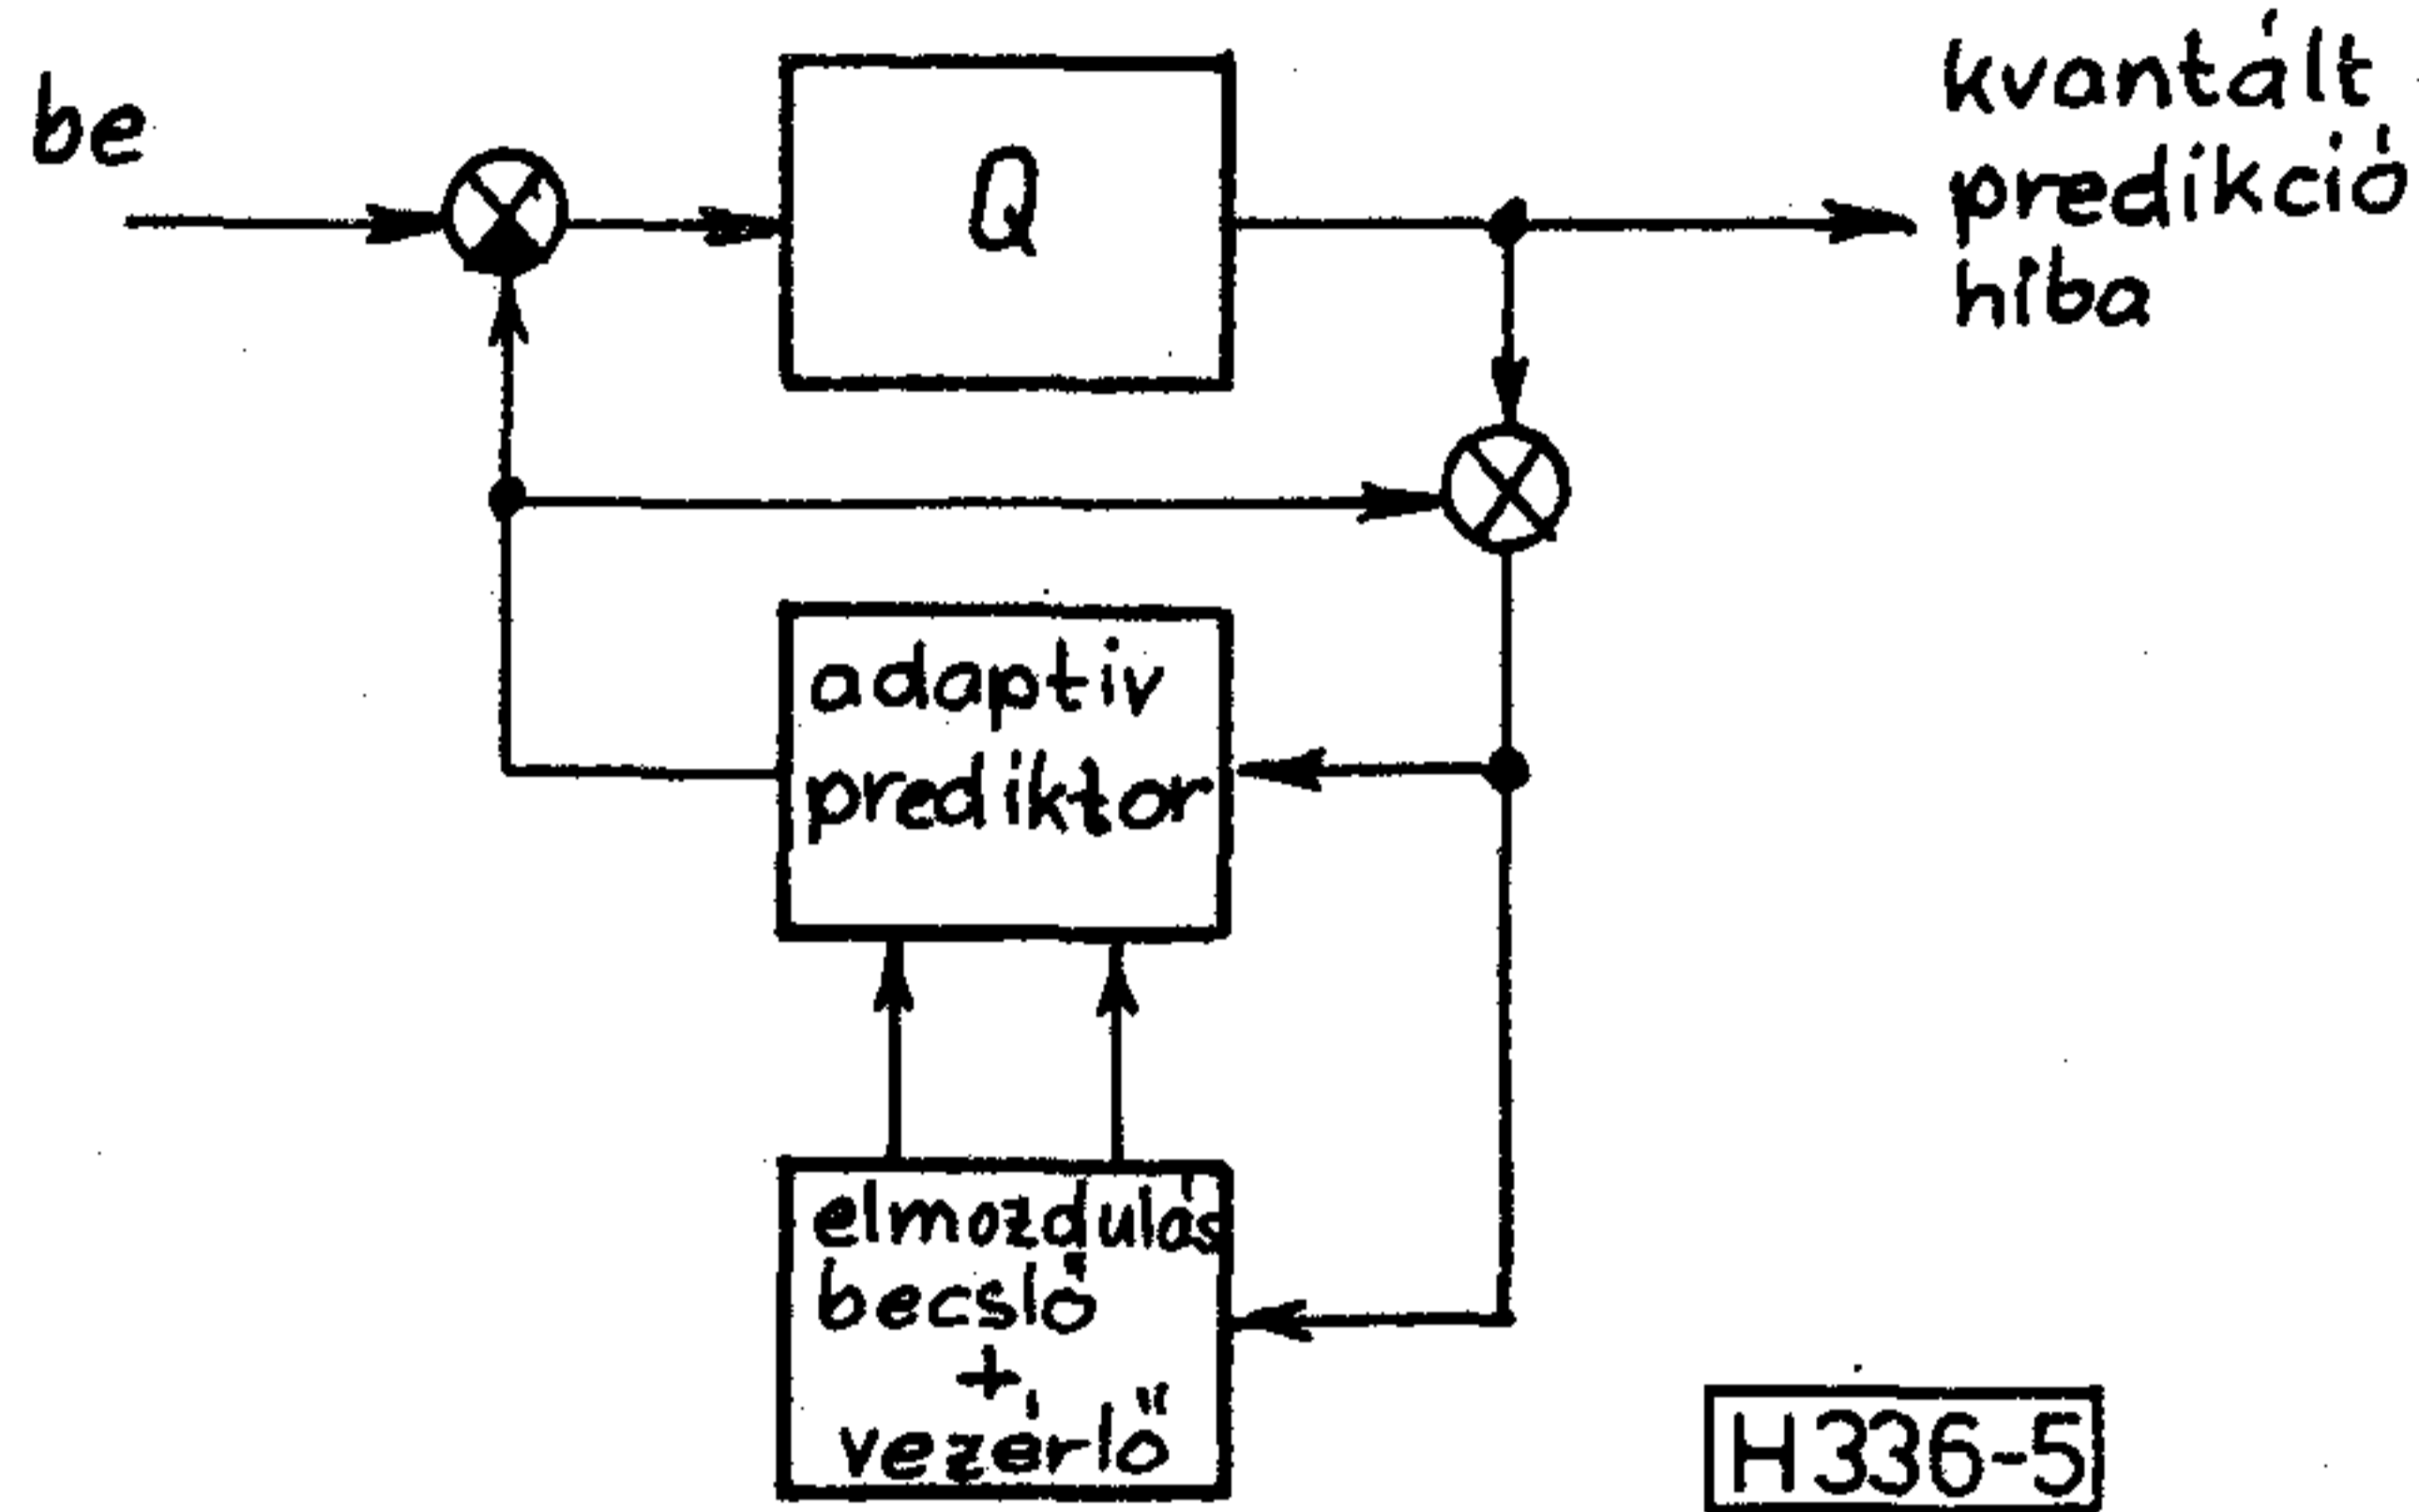 be
Q
kvantált
predikció
hiba
adaptiv
prediktor
elmozdulás
becslő
+
vezérlő
H336-5